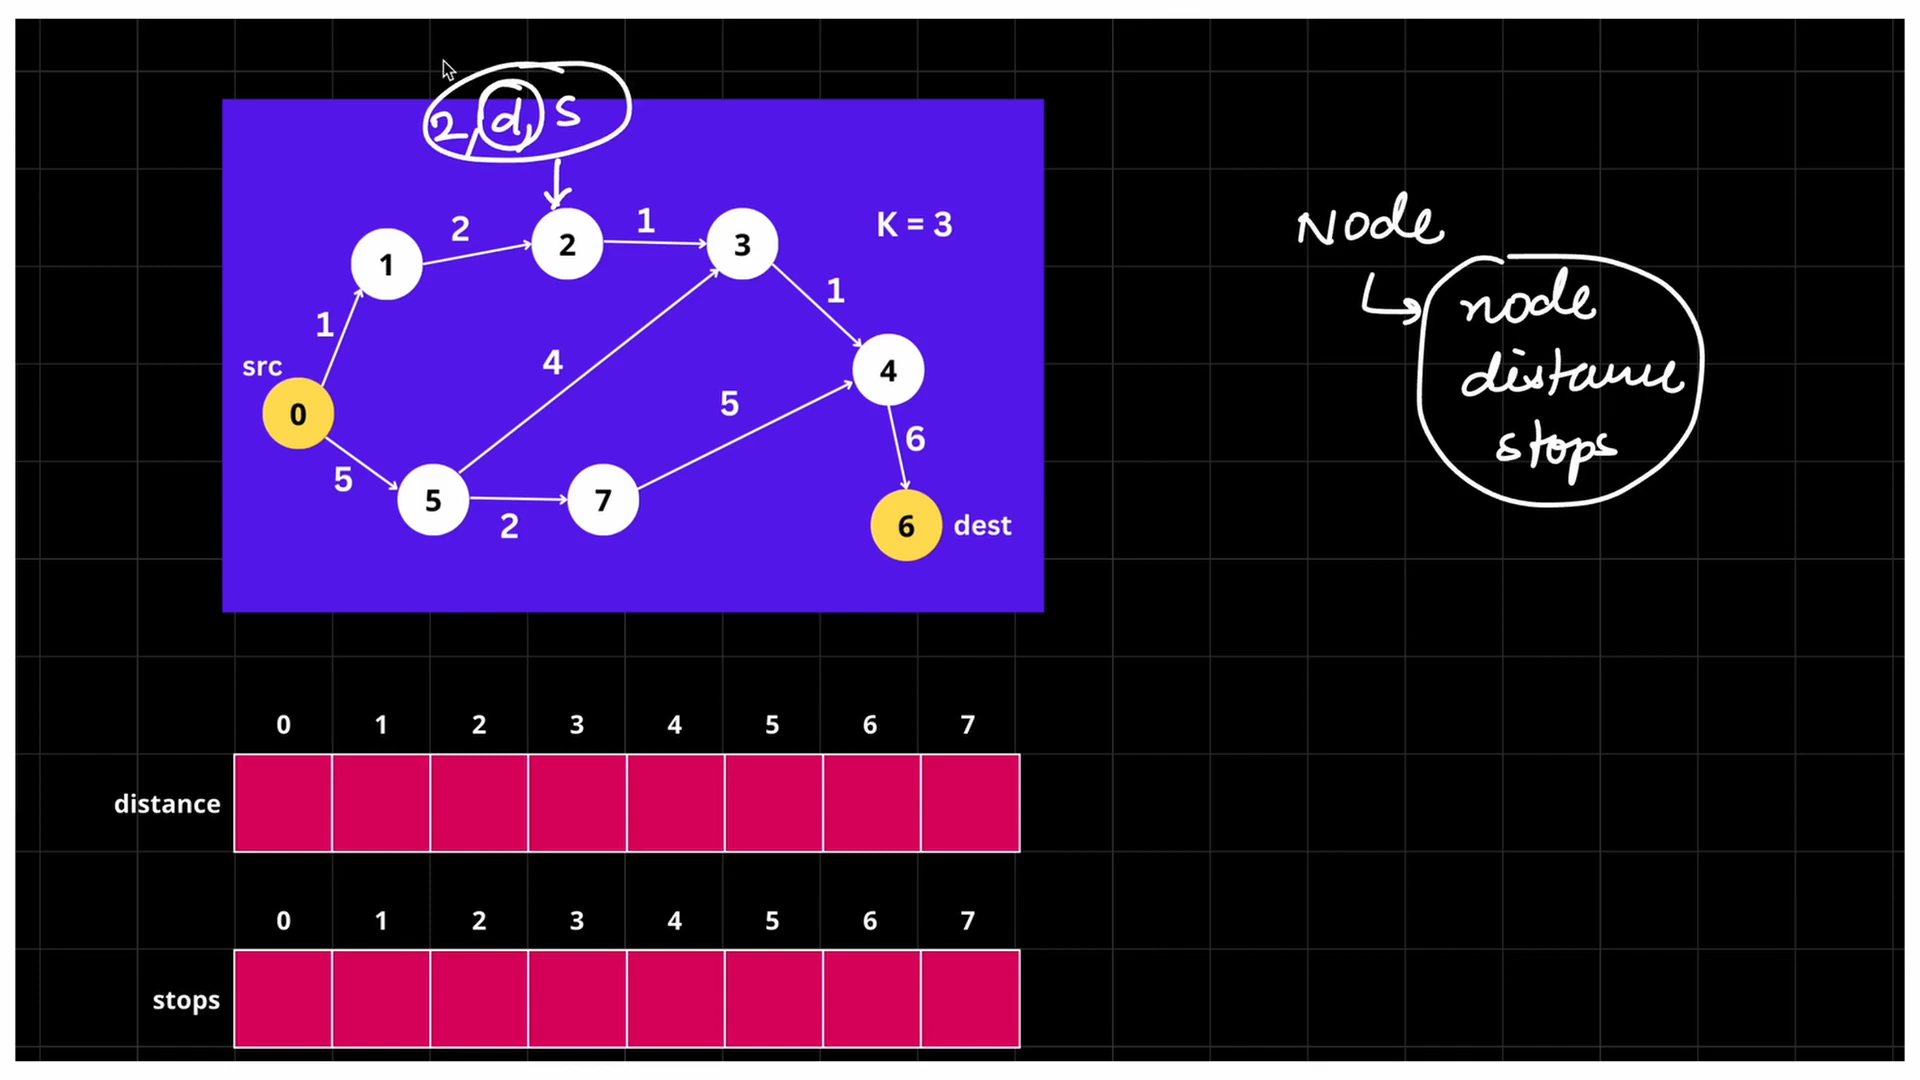 2, d, S
2
1
1
2
3
K = 3
Node
1
1
node
src
4
4
distance
0
5
stops
5
6
5
7
2
6
dest
0 1 2 3 4 5 6 7
distance
0 1 2 3 4 5 6 7
stops